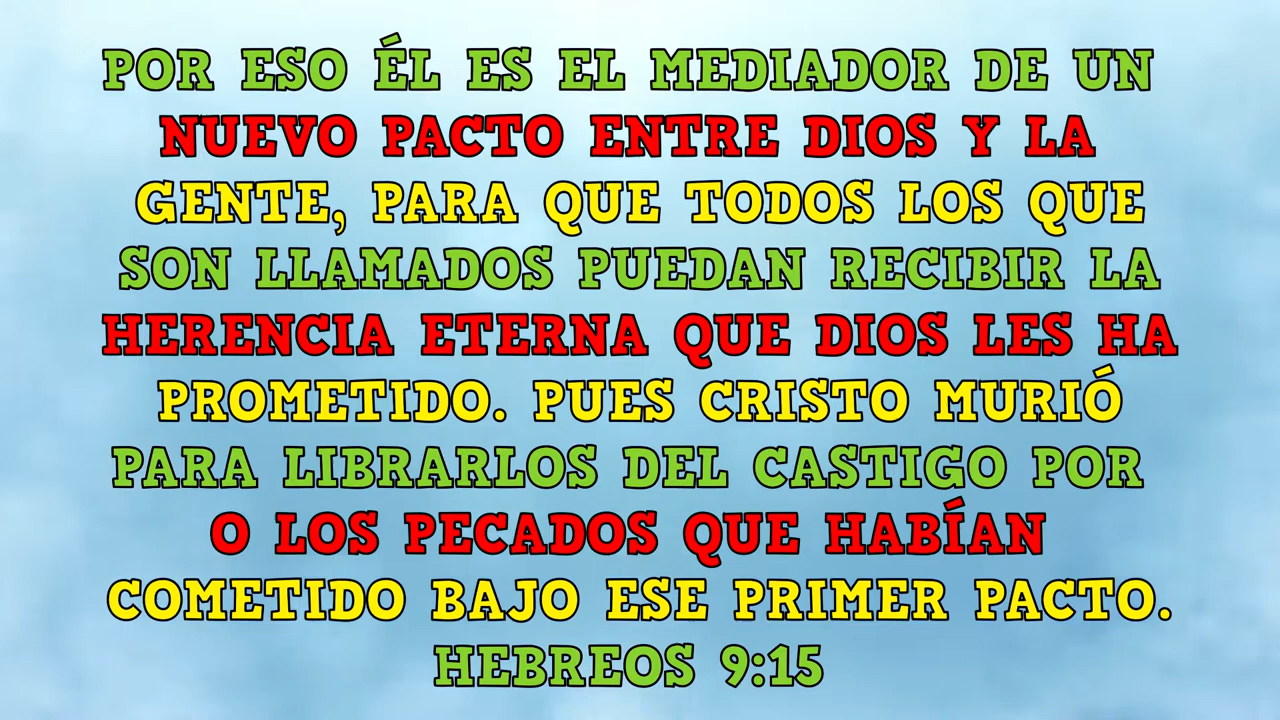 POR ESO ÉL ES EL MEDIADOR DE UN
NUEVO PACTO ENTRE DIOS Y LA
GENTE, PARA QUE TODOS LOS QUE
SON LLAMADOS PUEDAN RECIBIR LA
HERENCIA ETERNA QUE DIOS LES HA
PROMETIDO. PUES CRISTO MURIÓ
PARA LIBRARLOS DEL CASTIGO POR
O LOS PECADOS QUE HABÍAN
COMETIDO BAJO ESE PRIMER PACTO.
HEBREOS 9:15